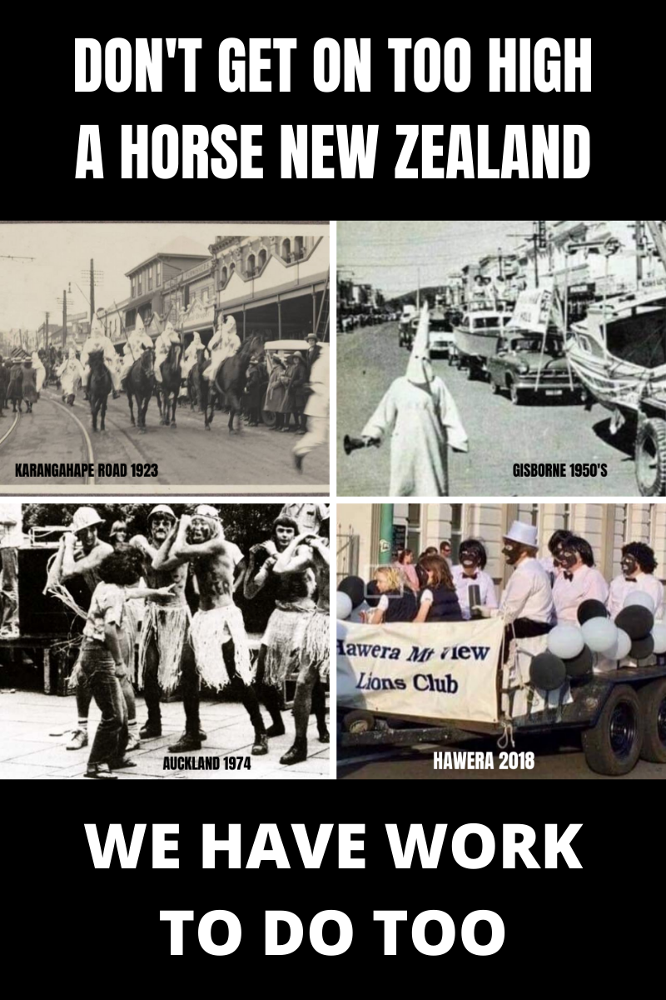 DON'T GET ON TOO HIGH
A HORSE NEW ZEALAND
KARANGAHAPE ROAD 1923
GISBORNE 1950'S
Hawera Mt View
Lions Club
AUCKLAND 1974
HAWERA 2018
WE HAVE WORK
TO DO TOO